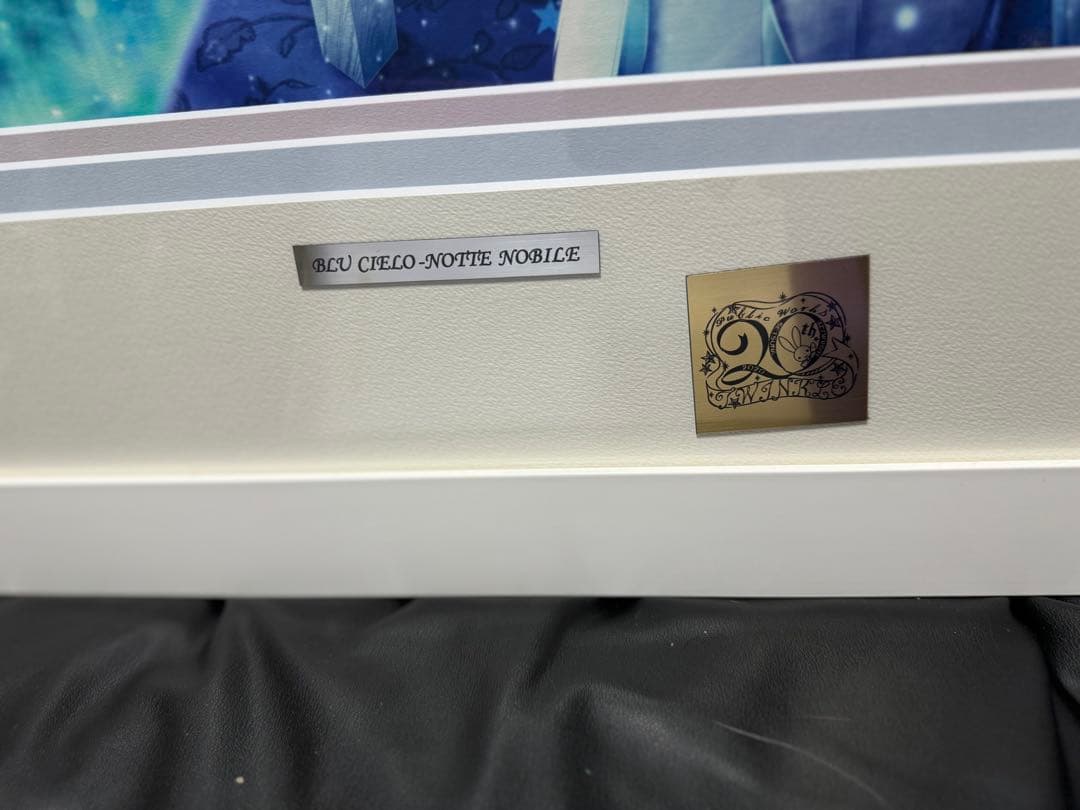 BLU CIELO-NOTTE NOBILE
Public Works
20th
TWINKLE